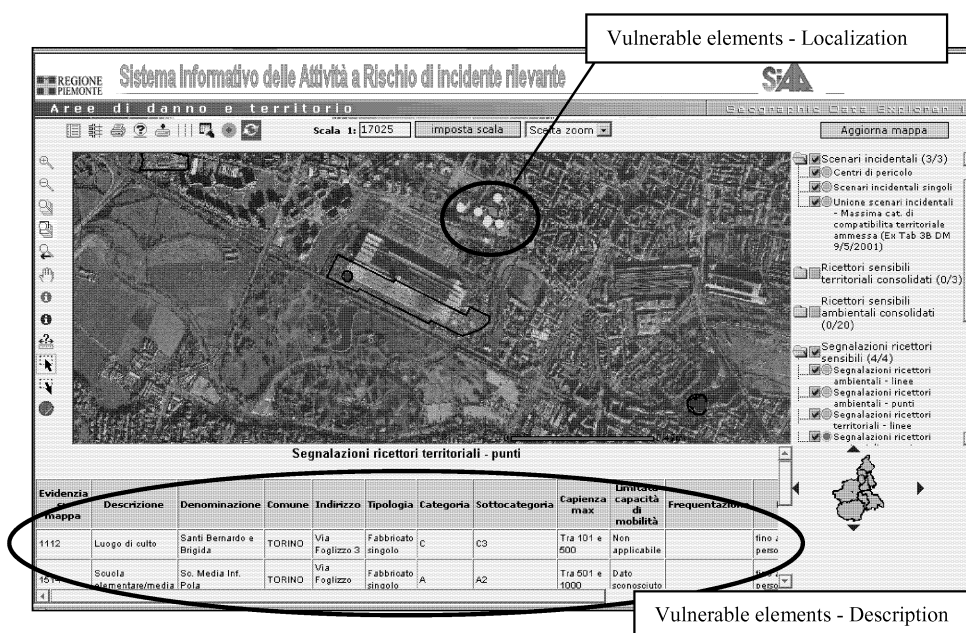 Vulnerable elements - Localization
REGIONE
PIEMONTE
Sistema Informativo delle Attività a Rischio di incidente rilevante
Aree di danno e territorio
Geographic Data Explorer
Scala 1:
17025
imposta scala
Scelta zoom
Aggiorna mappa
Scenari incidentali (3/3)
Centri di pericolo
Scenari incidentali singoli
Unione scenari incidentali
- Massima cat. di
compatibilita territoriale
ammessa (Ex Tab 3B DM
9/5/2001)
Ricettori sensibili
territoriali consolidati (0/3)
Ricettori sensibili
ambientali consolidati
(0/20)
Segnalazioni ricettori
sensibili (4/4)
Segnalazioni ricettori
ambientali - linee
Segnalazioni ricettori
ambientali - punti
Segnalazioni ricettori
territoriali - linee
Segnalazioni ricettori
Segnalazioni ricettori territoriali - punti
Evidenzia
su
mappa
Descrizione
Denominazione
Comune
Indirizzo
Tipologia
Categoria
Sottocategoria
Capienza
max
Limitata
capacità
di
mobilità
Frequentazione
1112
Luogo di culto
Santi Bernardo e
Brigida
TORINO
Via
Foglizzo 3
Fabbricato
singolo
C
C3
Tra 101 e
500
Non
applicabile
fino a
perso
Scuola
elementare/media
Sc. Media Inf.
Pola
TORINO
Via
Foglizzo
Fabbricato
singolo
A
A2
Tra 501 e
1000
Dato
sconosciuto
fino a
perso
Vulnerable elements - Description